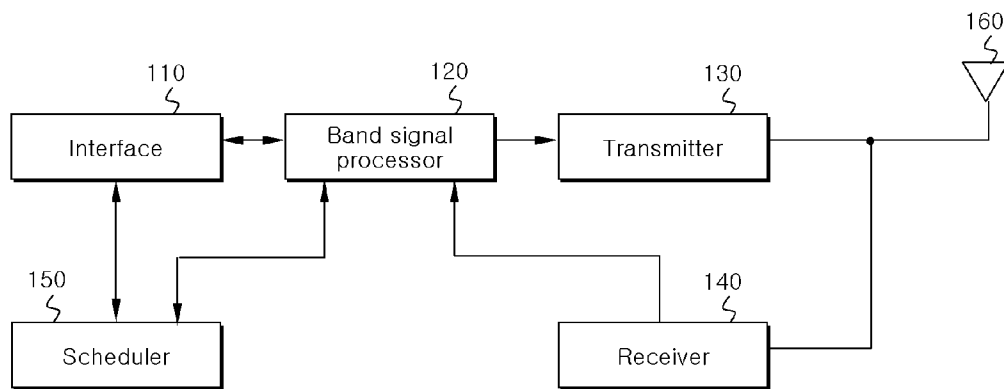 160
110
120
130
Interface
Band signal
processor
Transmitter
150
140
Scheduler
Receiver